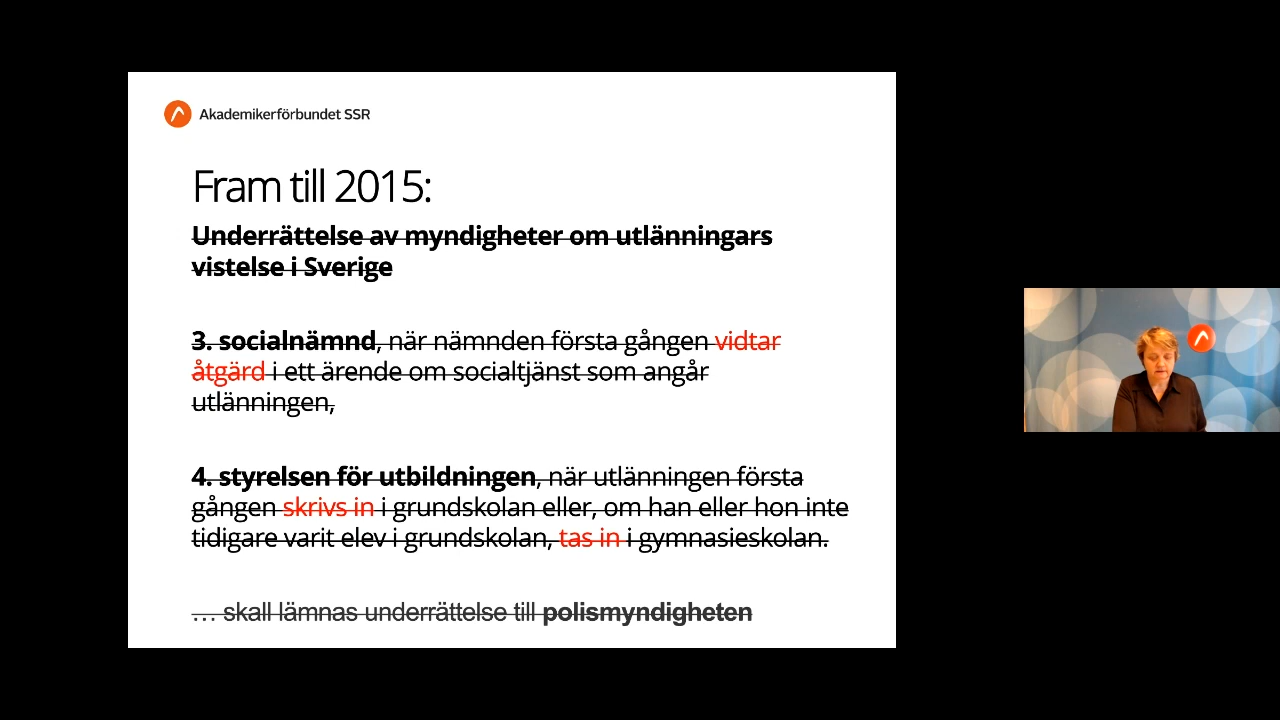 Akademikerförbundet SSR
Fram till 2015:
Underrättelse av myndigheter om utlänningars
vistelse i Sverige
3. socialnämnd, när nämnden första gången vidtar
åtgärd i ett ärende om socialtjänst som angår
utlänningen,
4. styrelsen för utbildningen, när utlänningen första
gången skrivs in i grundskolan eller, om han eller hon inte
tidigare varit elev i grundskolan, tas in i gymnasieskolan.
… skall lämnas underrättelse till polismyndigheten